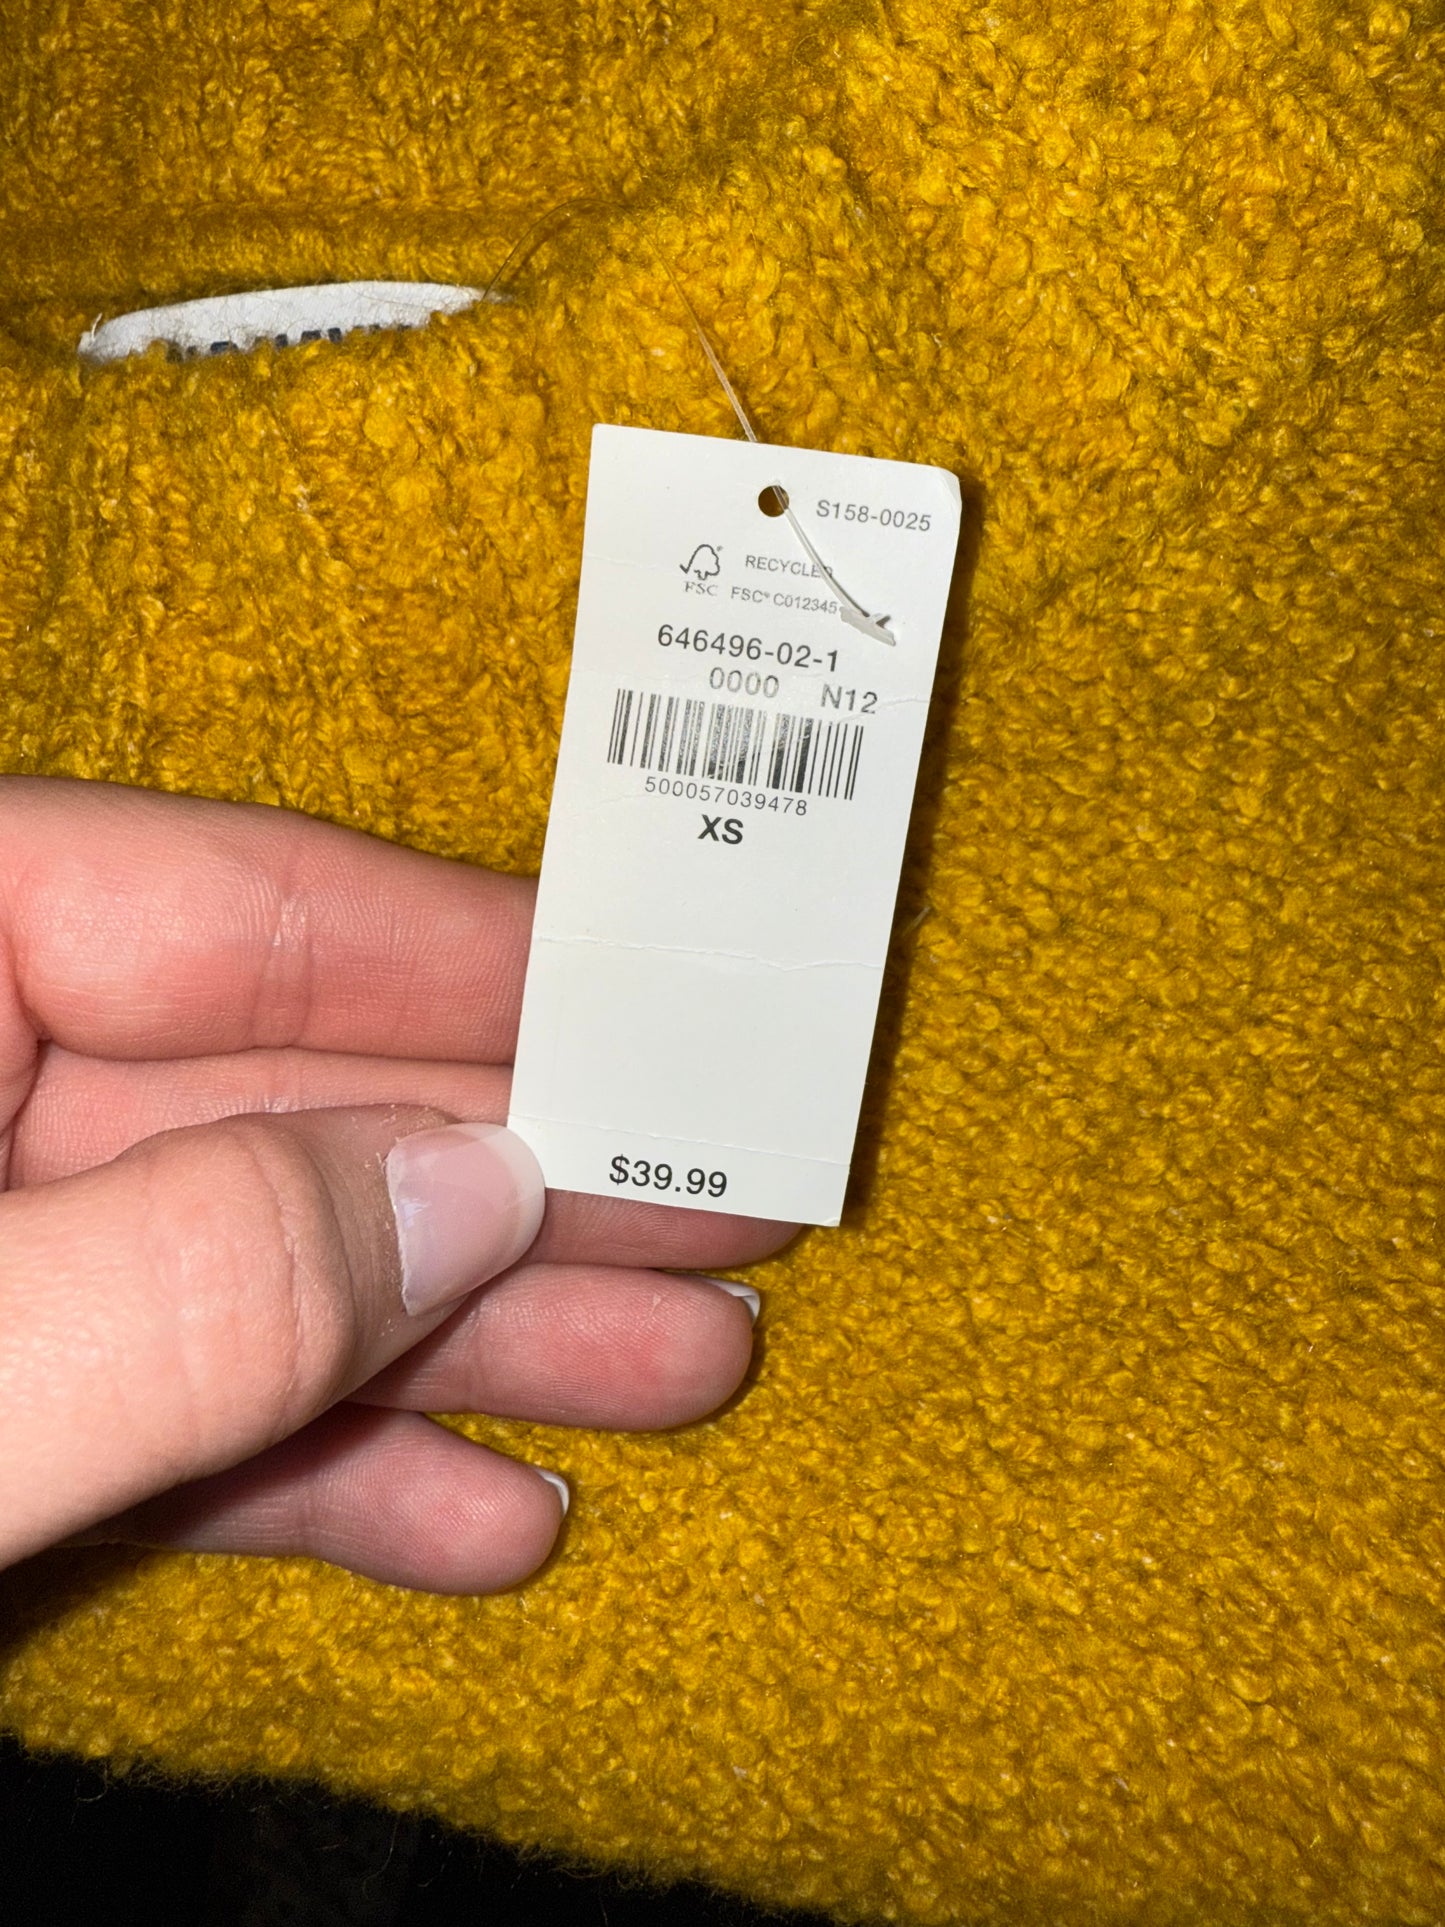 S158-0025
RECYCLED
FSC FSC® C012345
646496-02-1
0000 N12
500057039478
XS
$39.99